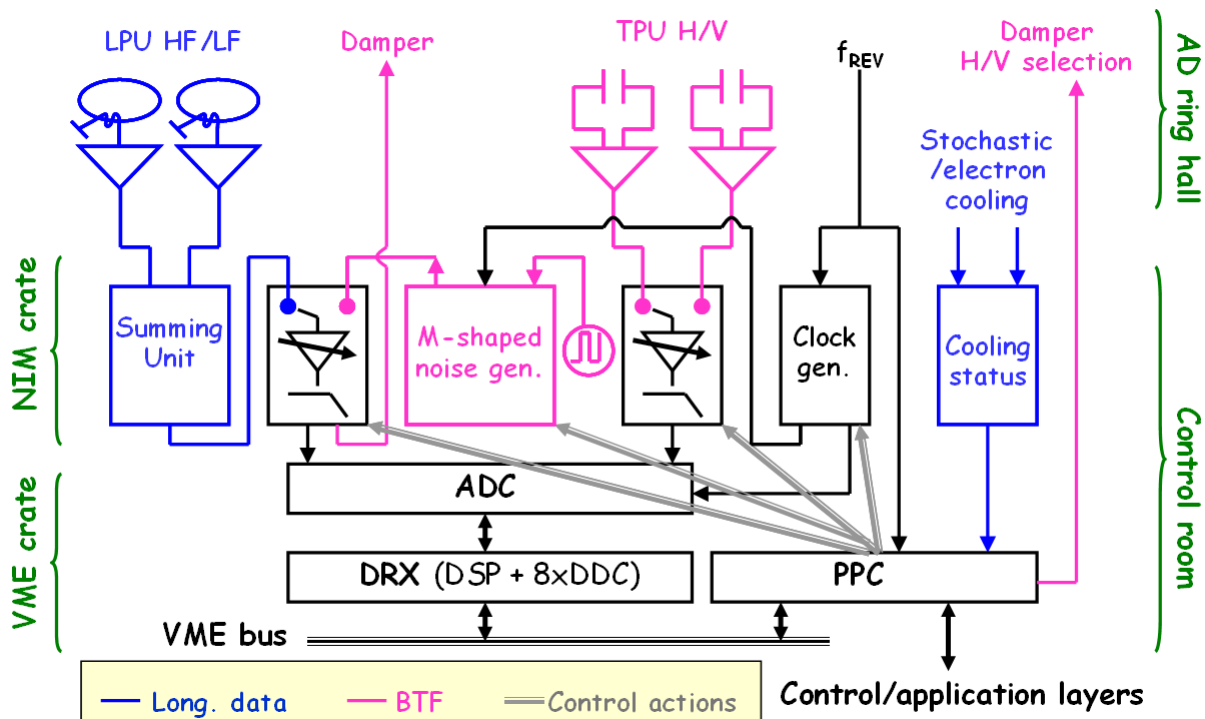 LPU HF/LF
Damper
TPU H/V
fREV
Damper
H/V selection
AD ring hall
Stochastic
/electron
cooling
NIM crate
Summing
Unit
M-shaped
noise gen.
Clock
gen.
Cooling
status
Control room
VME crate
ADC
DRX (DSP + 8xDDC)
PPC
VME bus
Long. data
BTF
Control actions
Control/application layers